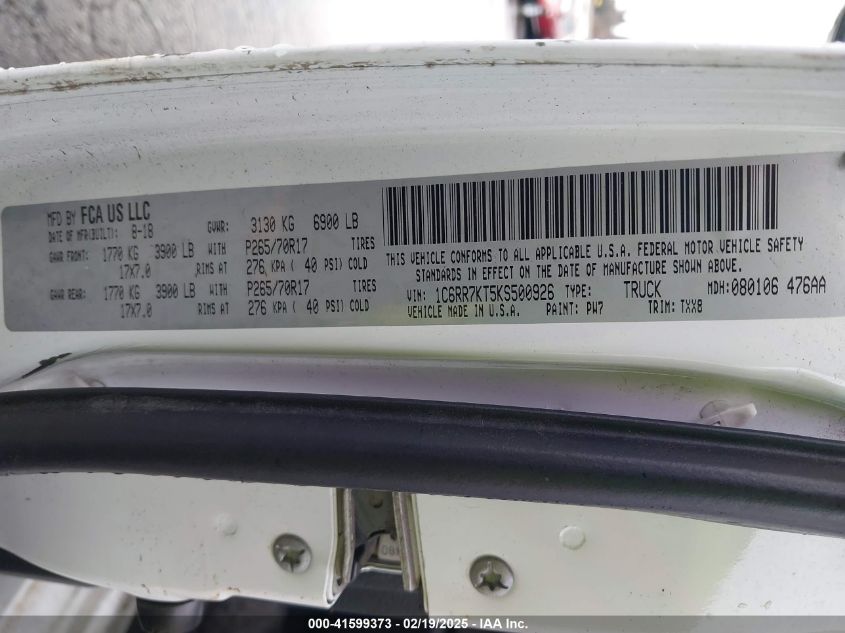 MFD BY FCA US LLC
DATE OF MFR(BUILT): 8-18 GVWR: 3130 KG 6900 LB
GAWR FRONT: 1770 KG 3900 LB WITH P265/70R17 TIRES
17X7.0 RIMS AT 276 KPA ( 40 PSI) COLD
GAWR REAR: 1770 KG 3900 LB WITH P265/70R17 TIRES
17X7.0 RIMS AT 276 KPA ( 40 PSI) COLD
THIS VEHICLE CONFORMS TO ALL APPLICABLE U.S.A. FEDERAL MOTOR VEHICLE SAFETY
STANDARDS IN EFFECT ON THE DATE OF MANUFACTURE SHOWN ABOVE.
VIN: 1C6RR7KT5KS500926 TYPE: TRUCK MDH: 080106 476AA
VEHICLE MADE IN U.S.A. PAINT: PW7 TRIM: TXX8
000-41599373 - 02/19/2025 - IAA Inc.